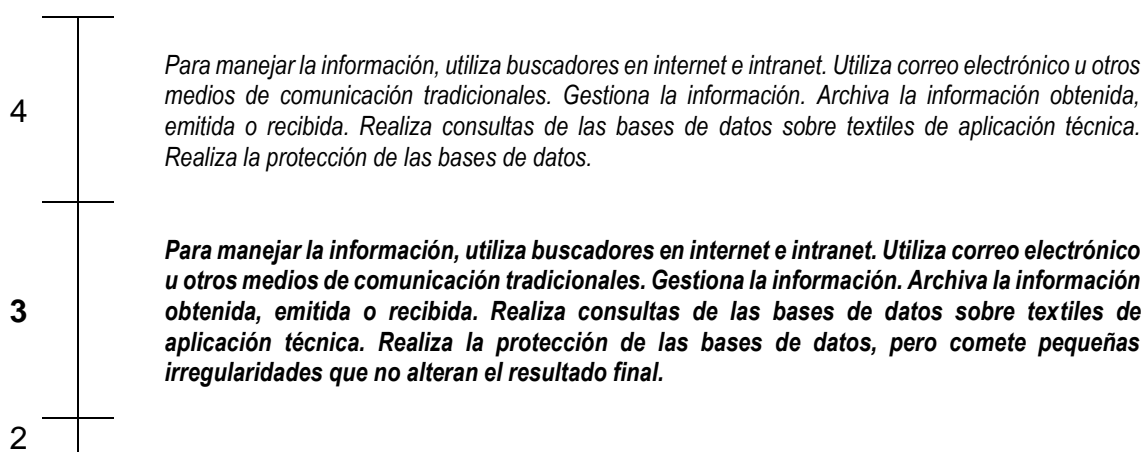 4
Para manejar la información, utiliza buscadores en internet e intranet. Utiliza correo electrónico u otros
medios de comunicación tradicionales. Gestiona la información. Archiva la información obtenida,
emitida o recibida. Realiza consultas de las bases de datos sobre textiles de aplicación técnica.
Realiza la protección de las bases de datos.
3
Para manejar la información, utiliza buscadores en internet e intranet. Utiliza correo electrónico
u otros medios de comunicación tradicionales. Gestiona la información. Archiva la información
obtenida, emitida o recibida. Realiza consultas de las bases de datos sobre textiles de
aplicación técnica. Realiza la protección de las bases de datos, pero comete pequeñas
irregularidades que no alteran el resultado final.
2